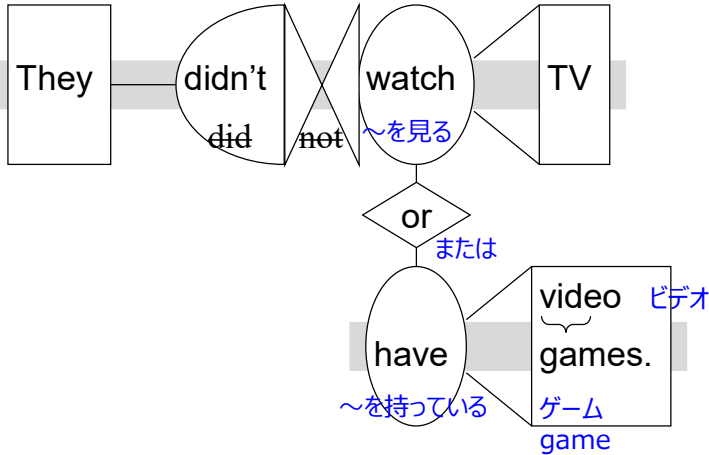 They didn't watch TV
did not ～を見る
or
または
have video games.
ビデオ
～を持っている ゲーム
game